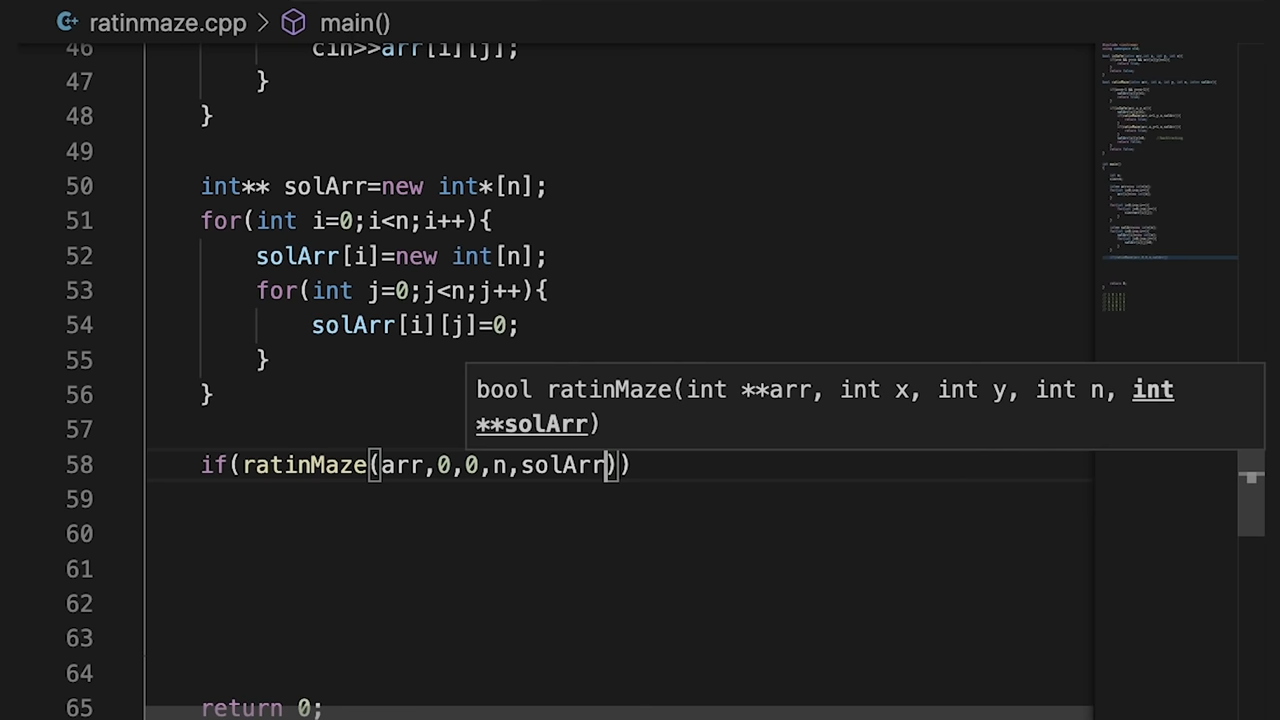 ratinmaze.cpp > main()
46 cin>>arr[i][j];
47 }
48 }
49
50 int** solArr=new int*[n];
51 for(int i=0;i<n;i++){
52 solArr[i]=new int[n];
53 for(int j=0;j<n;j++){
54 solArr[i][j]=0;
55 }
56 }
bool ratinMaze(int **arr, int x, int y, int n, int
**solArr)
57
58 if(ratinMaze(arr,0,0,n,solArr))
59
60
61
62
63
64
65 return 0;